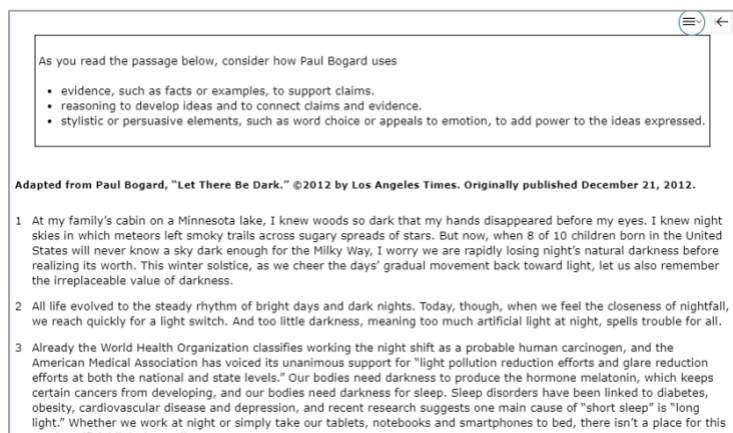 As you read the passage below, consider how Paul Bogard uses
• evidence, such as facts or examples, to support claims.
• reasoning to develop ideas and to connect claims and evidence.
• stylistic or persuasive elements, such as word choice or appeals to emotion, to add power to the ideas expressed.
Adapted from Paul Bogard, “Let There Be Dark.” ©2012 by Los Angeles Times. Originally published December 21, 2012.
1 At my family’s cabin on a Minnesota lake, I knew woods so dark that my hands disappeared before my eyes. I knew night
skies in which meteors left smoky trails across sugary spreads of stars. But now, when 8 of 10 children born in the United
States will never know a sky dark enough for the Milky Way, I worry we are rapidly losing night’s natural darkness before
realizing its worth. This winter solstice, as we cheer the days’ gradual movement back toward light, let us also remember
the irreplaceable value of darkness.
2 All life evolved to the steady rhythm of bright days and dark nights. Today, though, when we feel the closeness of nightfall,
we reach quickly for a light switch. And too little darkness, meaning too much artificial light at night, spells trouble for all.
3 Already the World Health Organization classifies working the night shift as a probable human carcinogen, and the
American Medical Association has voiced its unanimous support for “light pollution reduction efforts and glare reduction
efforts at both the national and state levels.” Our bodies need darkness to produce the hormone melatonin, which keeps
certain cancers from developing, and our bodies need darkness for sleep. Sleep disorders have been linked to diabetes,
obesity, cardiovascular disease and depression, and recent research suggests one main cause of “short sleep” is “long
light.” Whether we work at night or simply take our tablets, notebooks and smartphones to bed, there isn’t a place for this